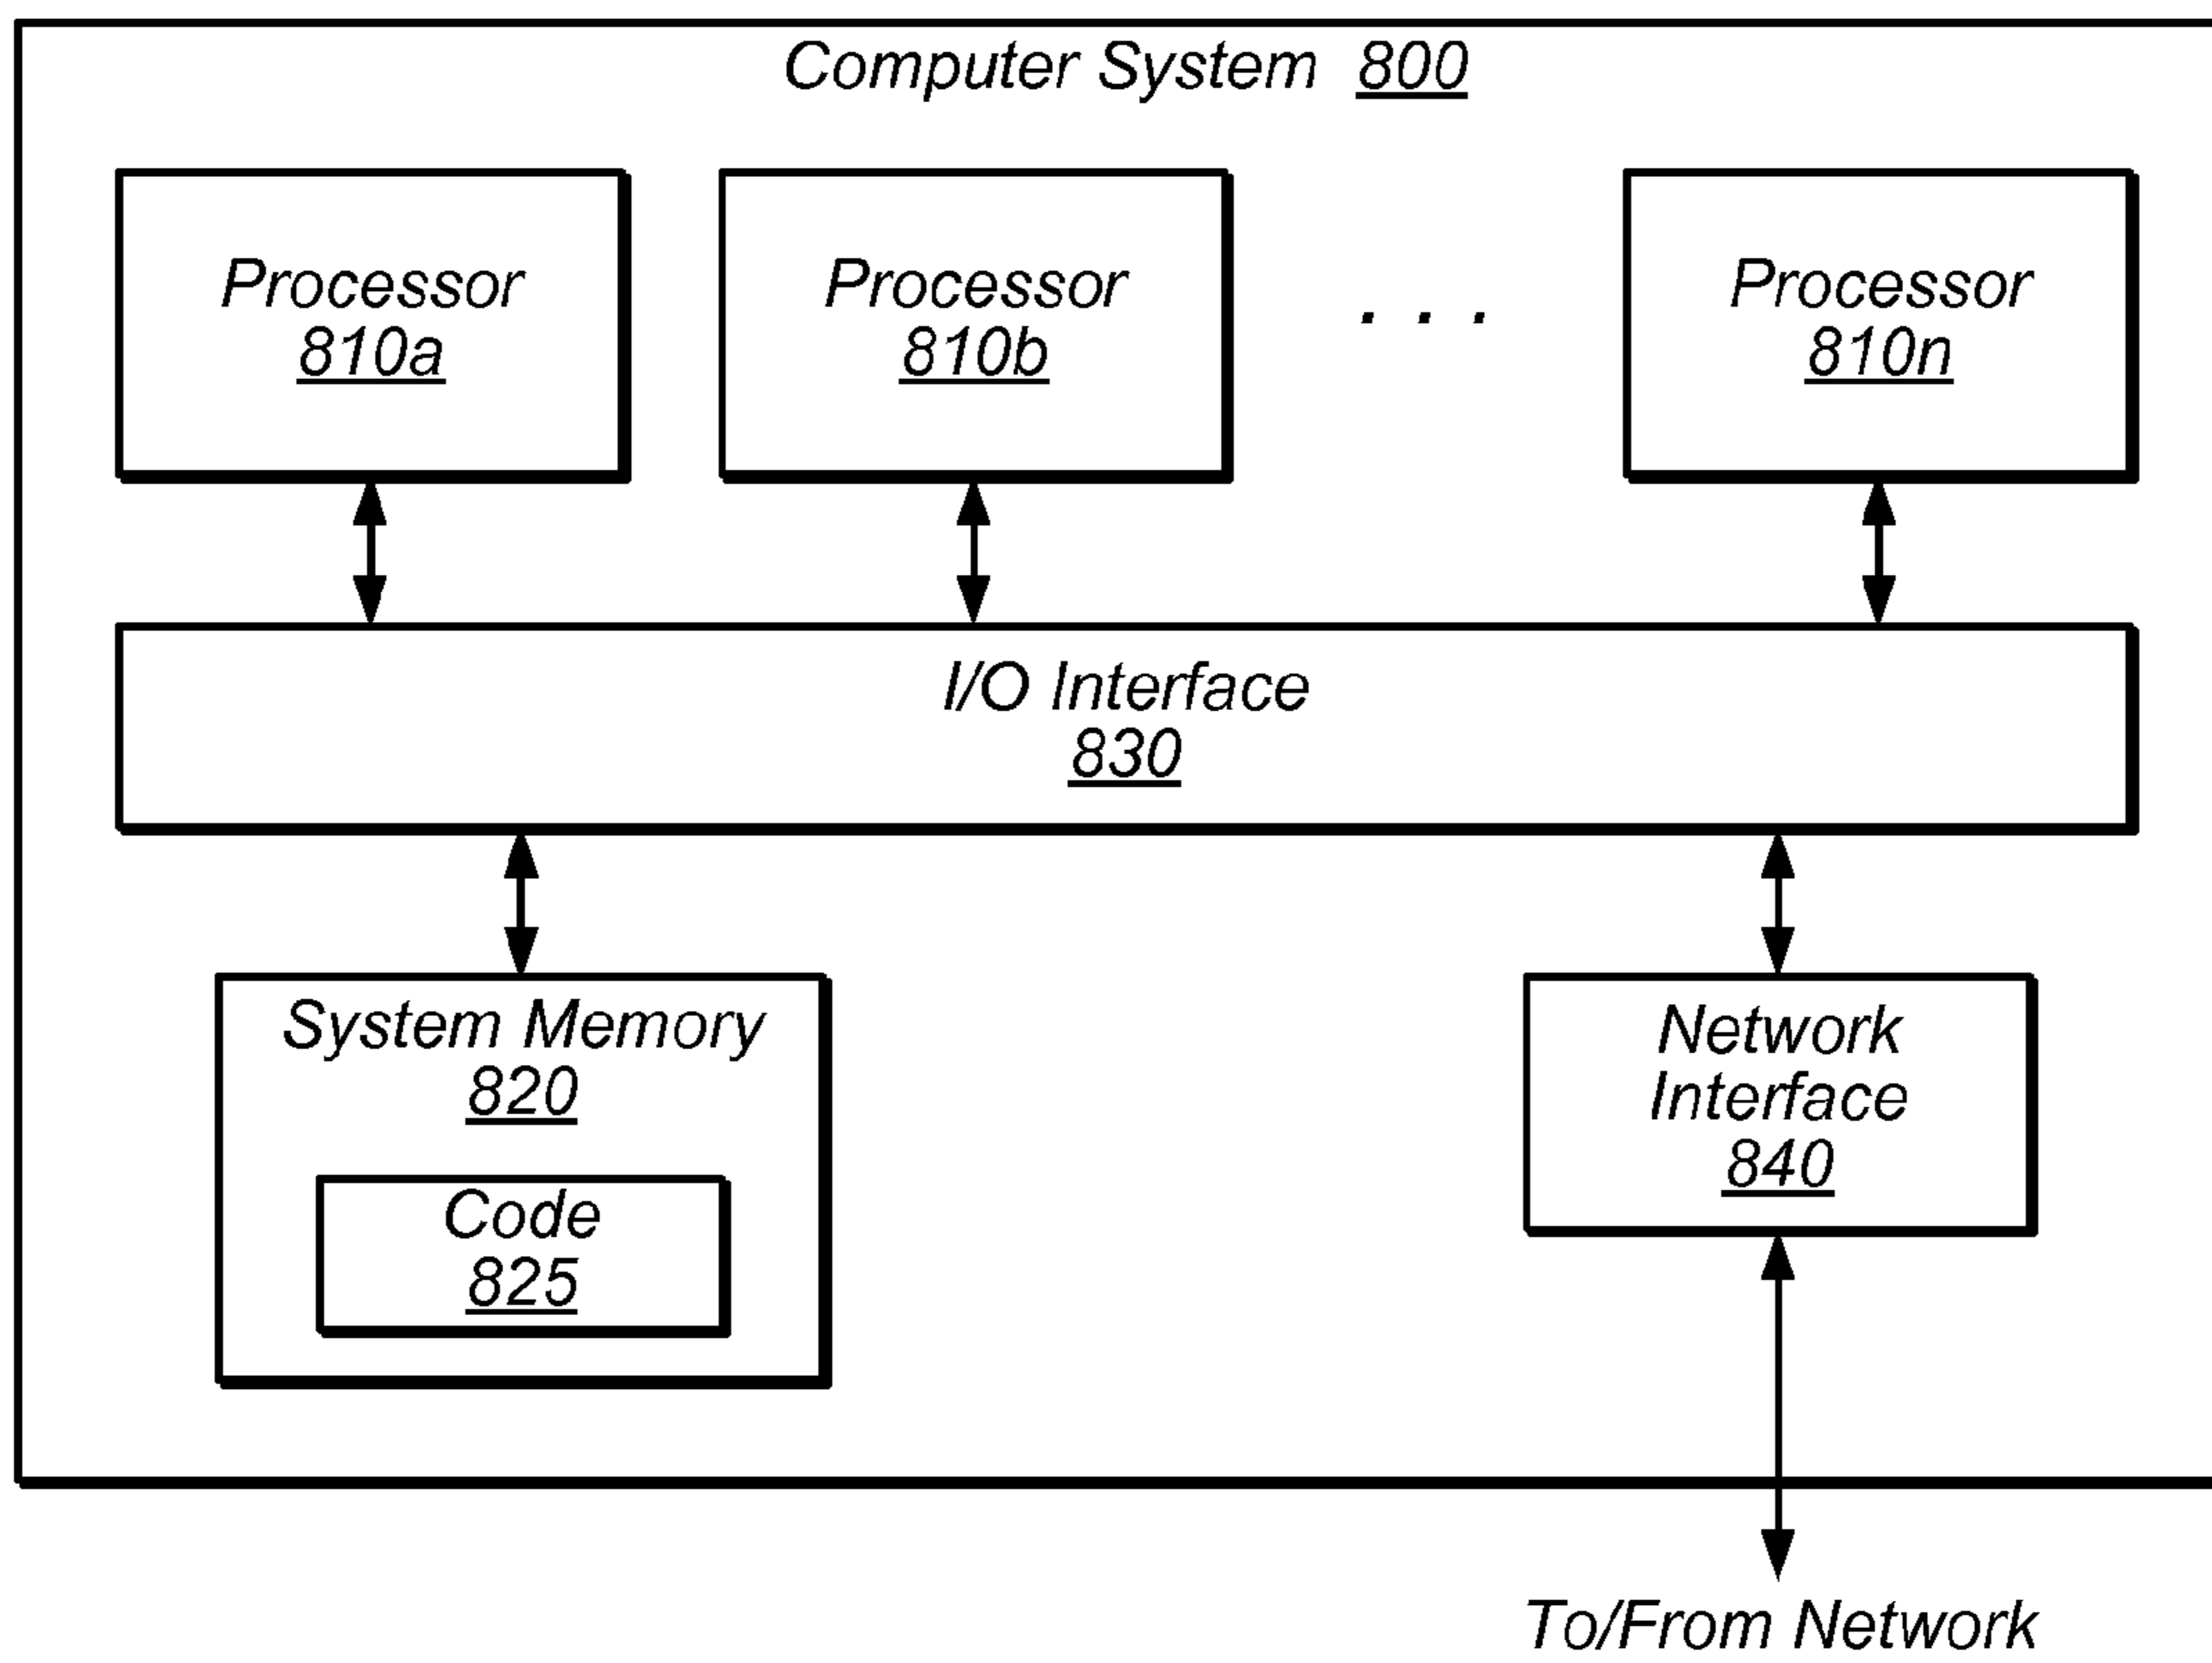 Computer System 800
Processor
810a
Processor
810b
. . .
Processor
810n
I/O Interface
830
System Memory
820
Code
825
Network
Interface
840
To/From Network